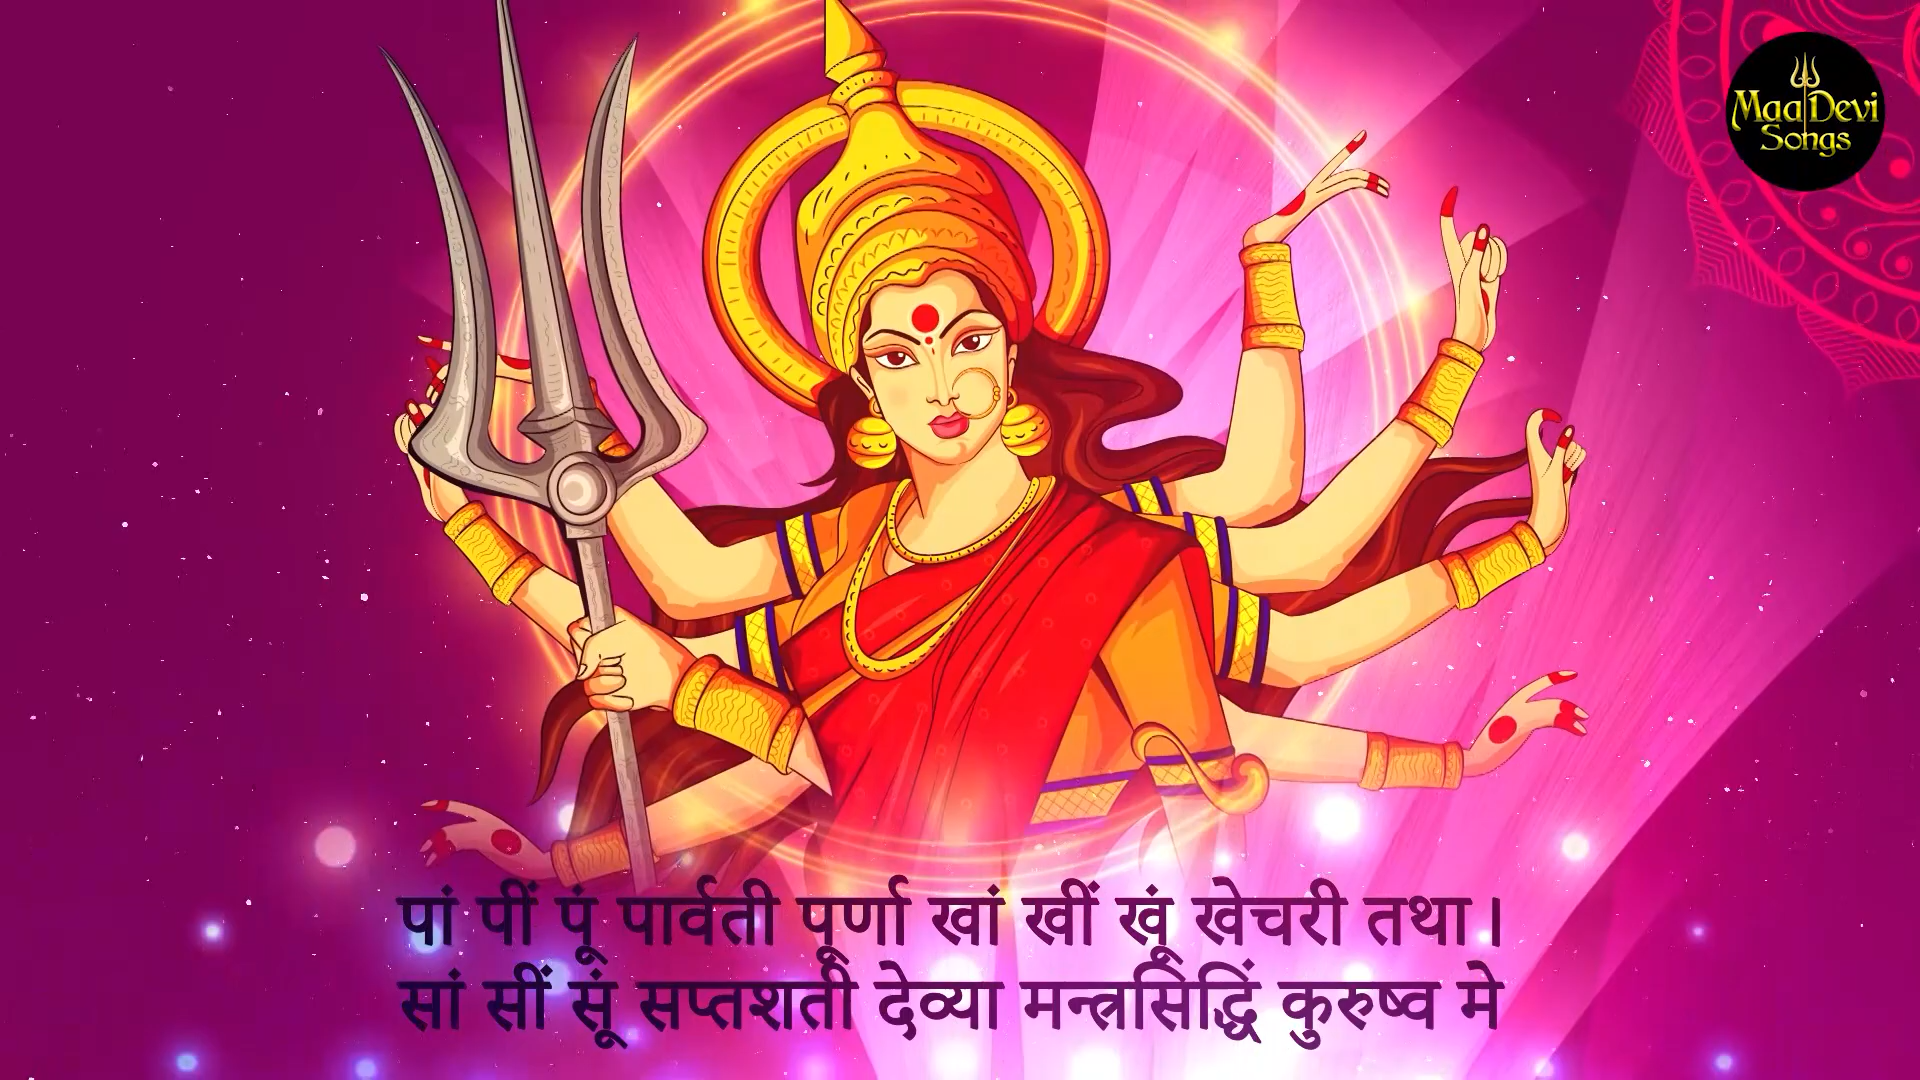 Maa Devi
Songs
पां पीं पूं पार्वती पूर्णा खां खीं खूं खेचरी तथा।
सां सीं सूं सप्तशती देव्या मन्त्रसिद्धिं कुरुष्व मे